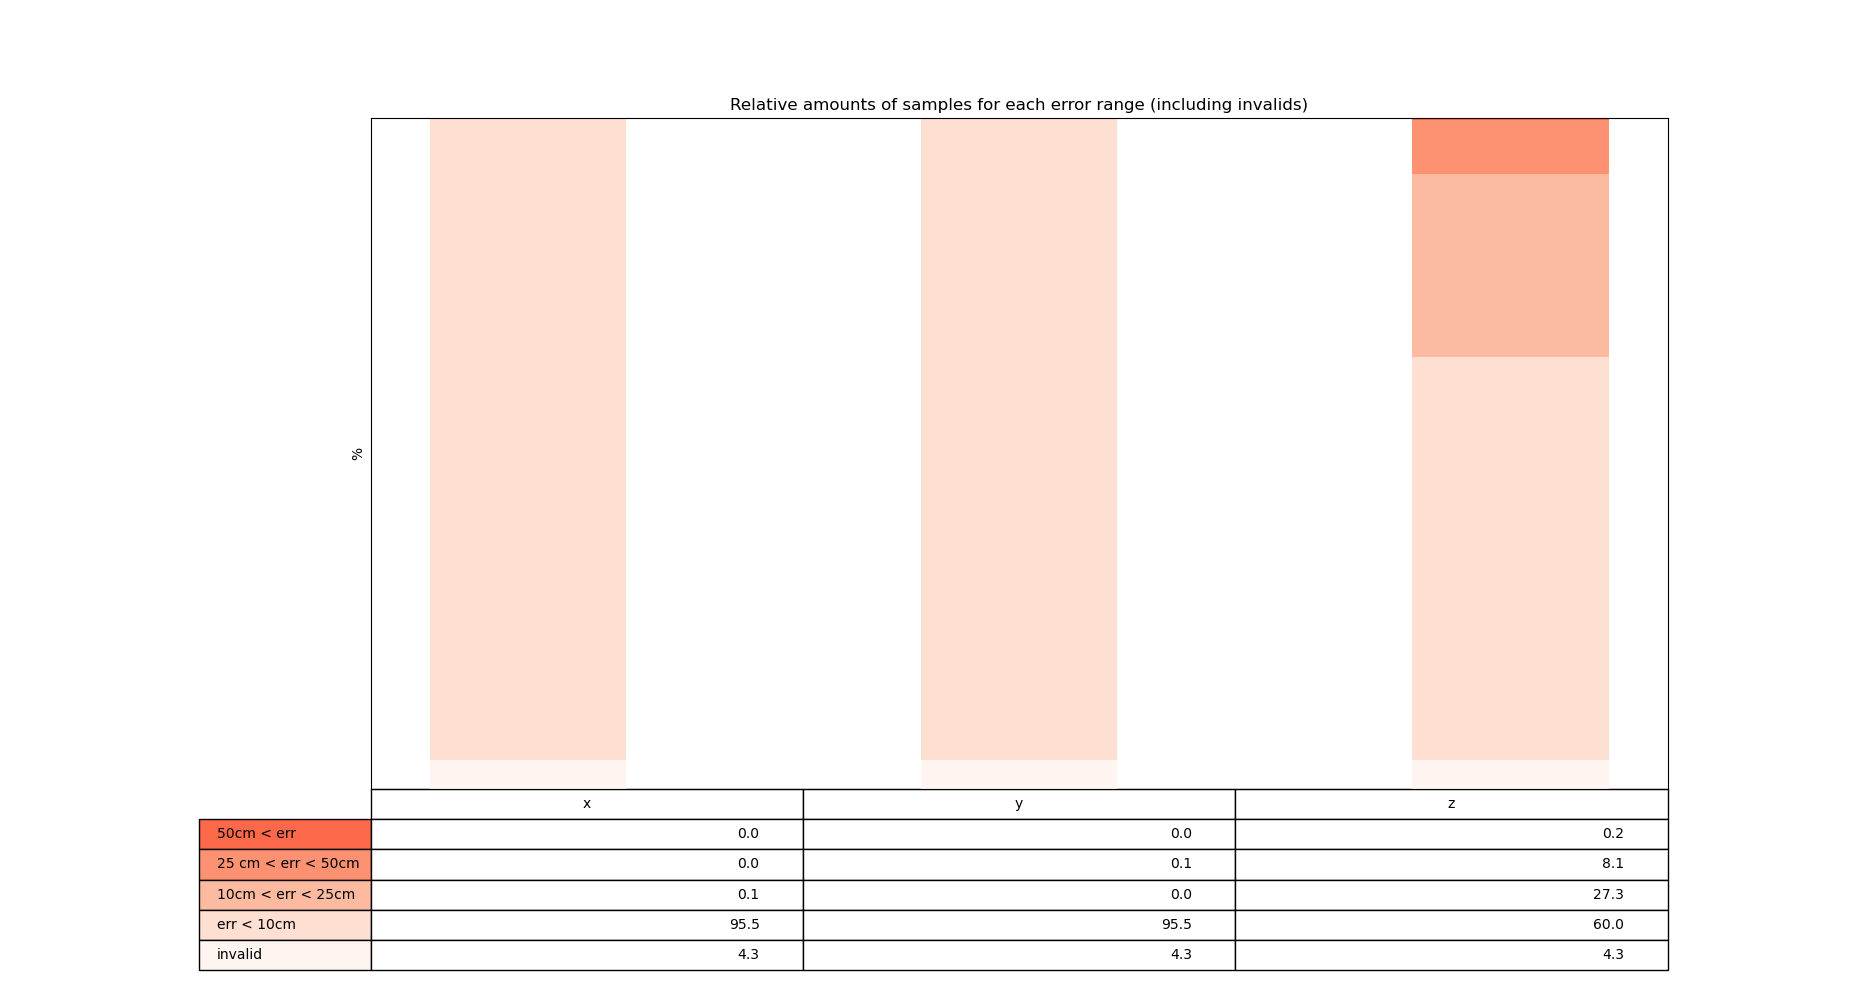 Relative amounts of samples for each error range (including invalids)
%
x y z
50cm < err 0.0 0.0 0.2
25 cm < err < 50cm 0.0 0.1 8.1
10cm < err < 25cm 0.1 0.0 27.3
err < 10cm 95.5 95.5 60.0
invalid 4.3 4.3 4.3